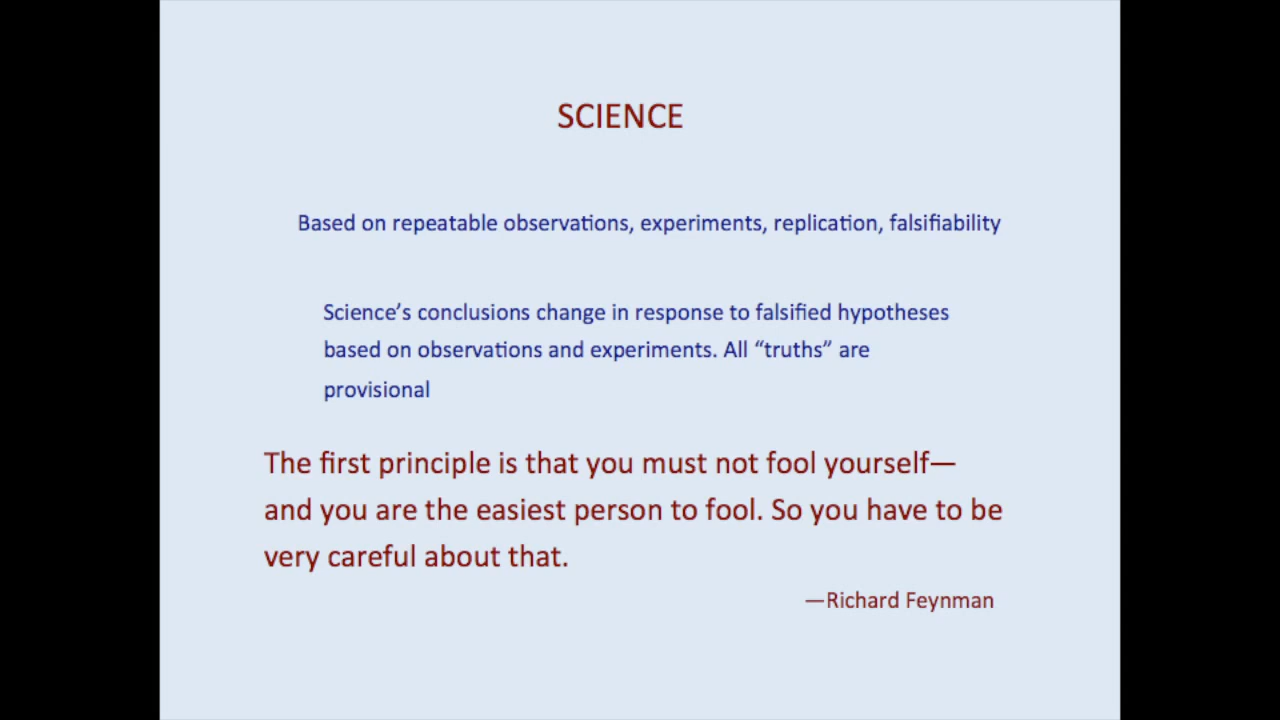 SCIENCE
Based on repeatable observations, experiments, replication, falsifiability
Science’s conclusions change in response to falsified hypotheses
based on observations and experiments. All “truths” are
provisional
The first principle is that you must not fool yourself—
and you are the easiest person to fool. So you have to be
very careful about that.
—Richard Feynman